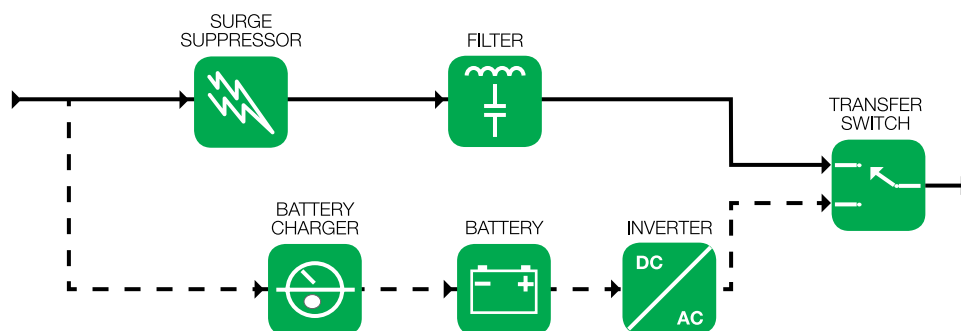 SURGE
SUPPRESSOR
FILTER
TRANSFER
SWITCH
BATTERY
CHARGER
BATTERY
INVERTER
DC
AC